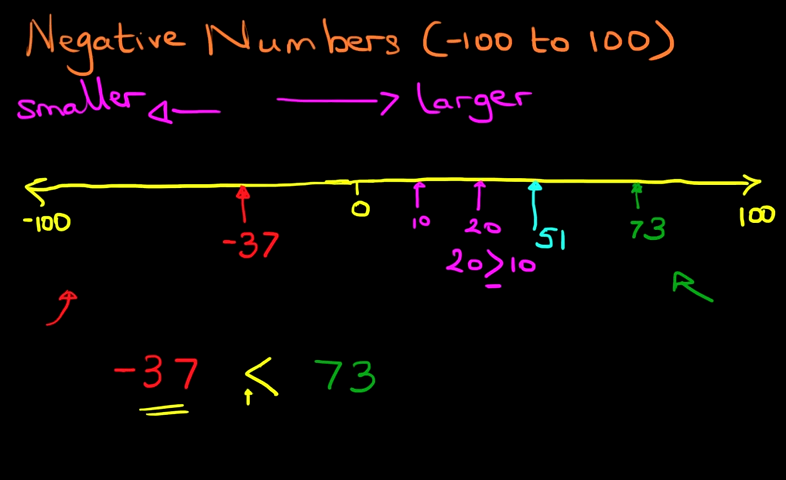 Negative Numbers (-100 to 100)
smaller larger
-100 0 100
-37 10 20 51 73
20 > 10
-37 < 73